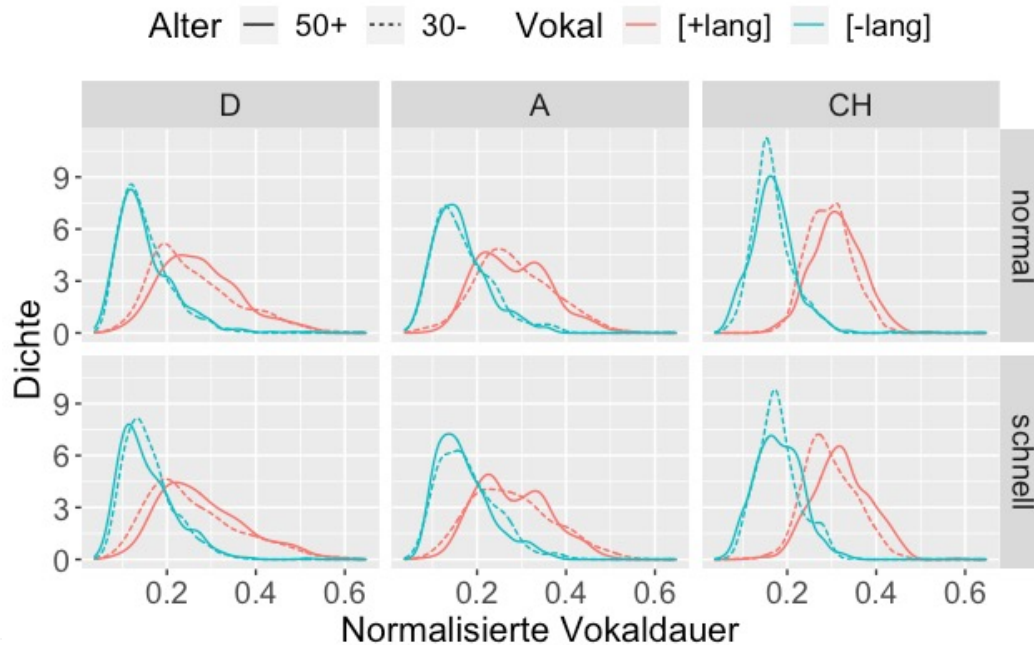 Alter 50+ 30- Vokal [+lang] [-lang]
D A CH
9
6
3
0
normal
Dichte
9
6
3
0
schnell
0.2 0.4 0.6 0.2 0.4 0.6 0.2 0.4 0.6
Normalisierte Vokaldauer